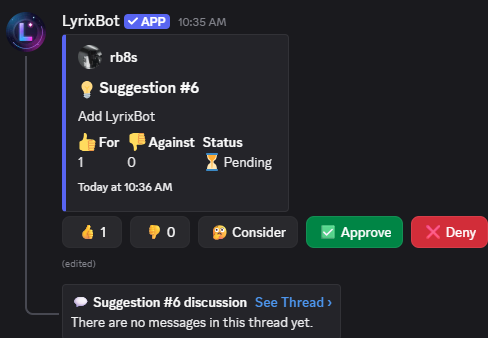 LyrixBot ✓ APP 10:35 AM
rb8s
💡 Suggestion #6
Add LyrixBot
👍 For 👎 Against Status
1 0 ⏳ Pending
Today at 10:36 AM
👍 1 👎 0 🤔 Consider ✅ Approve ❌ Deny
(edited)
💬 Suggestion #6 discussion See Thread ›
There are no messages in this thread yet.